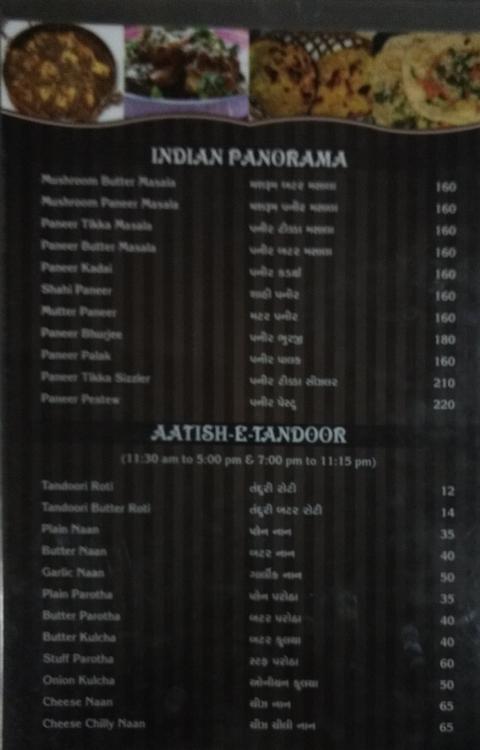 INDIAN PANORAMA
Mushroom Butter Masala મશરૂમ બટર મસાલા 160
Mushroom Paneer Masala મશરૂમ પનીર મસાલા 160
Paneer Tikka Masala પનીર ટીક્કા મસાલા 160
Paneer Butter Masala પનીર બટર મસાલા 160
Paneer Kadai પનીર કડાઈ 160
Shahi Paneer શાહી પનીર 160
Mutter Paneer મટર પનીર 160
Paneer Bhurjee પનીર ભુરજી 180
Paneer Palak પનીર પાલક 160
Paneer Tikka Sizzler પનીર ટીક્કા સીઝલર 210
Paneer Pestew પનીર પેસ્ટુ 220
AATISH-E-TANDOOR
(11:30 am to 5:00 pm & 7:00 pm to 11:15 pm)
Tandoori Roti તંદુરી રોટી 12
Tandoori Butter Roti તંદુરી બટર રોટી 14
Plain Naan પ્લેન નાન 35
Butter Naan બટર નાન 40
Garlic Naan ગાર્લીક નાન 50
Plain Parotha પ્લેન પરોઠા 35
Butter Parotha બટર પરોઠા 40
Butter Kulcha બટર કુલચા 40
Stuff Parotha સ્ટફ પરોઠા 60
Onion Kulcha ઓનીયન કુલચા 50
Cheese Naan ચીઝ નાન 65
Cheese Chilly Naan ચીઝ ચીલી નાન 65